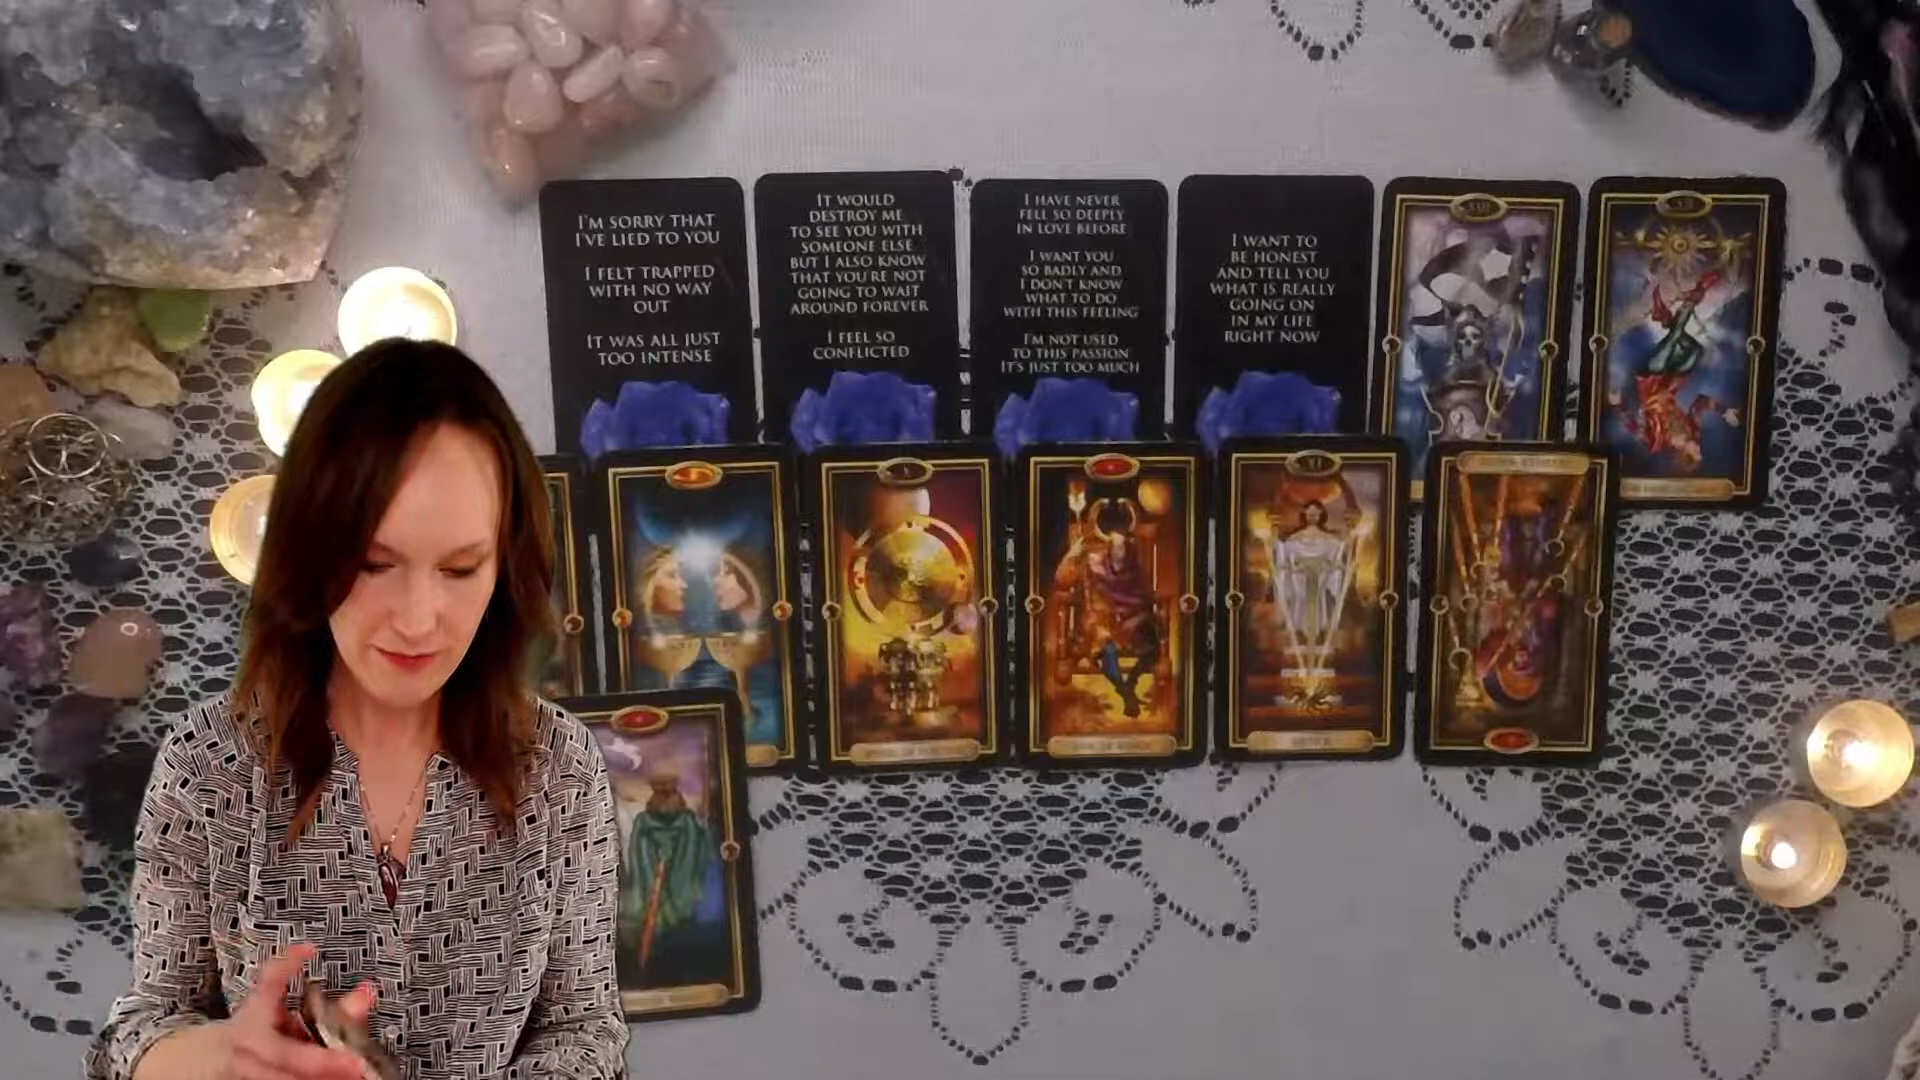 I'M SORRY THAT
I'VE LIED TO YOU
I FELT TRAPPED
WITH NO WAY
OUT
IT WAS ALL JUST
TOO INTENSE
IT WOULD
DESTROY ME
TO SEE YOU WITH
SOMEONE ELSE
BUT I ALSO KNOW
THAT YOU'RE NOT
GOING TO WAIT
AROUND FOREVER
I FEEL SO
CONFLICTED
I HAVE NEVER
FELL SO DEEPLY
IN LOVE BEFORE
I WANT YOU
SO BADLY AND
I DON'T KNOW
WHAT TO DO
WITH THIS FEELING
I'M NOT USED
TO THIS PASSION
IT'S JUST TOO MUCH
I WANT TO
BE HONEST
AND TELL YOU
WHAT IS REALLY
GOING ON
IN MY LIFE
RIGHT NOW